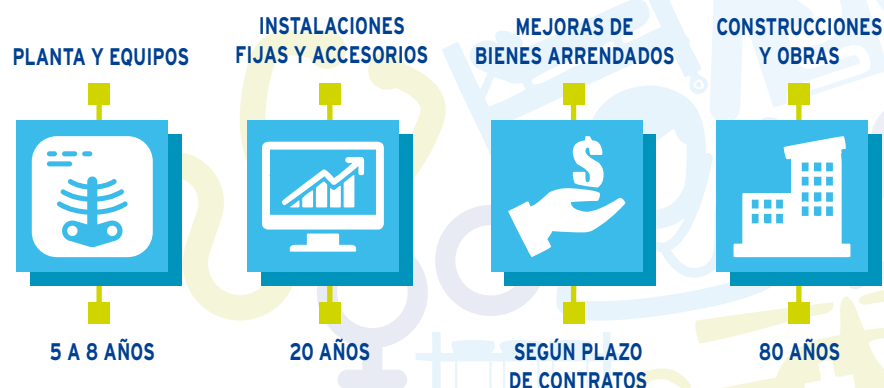 PLANTA Y EQUIPOS
5 A 8 AÑOS
INSTALACIONES
FIJAS Y ACCESORIOS
20 AÑOS
MEJORAS DE
BIENES ARRENDADOS
$
SEGÚN PLAZO
DE CONTRATOS
CONSTRUCCIONES
Y OBRAS
80 AÑOS